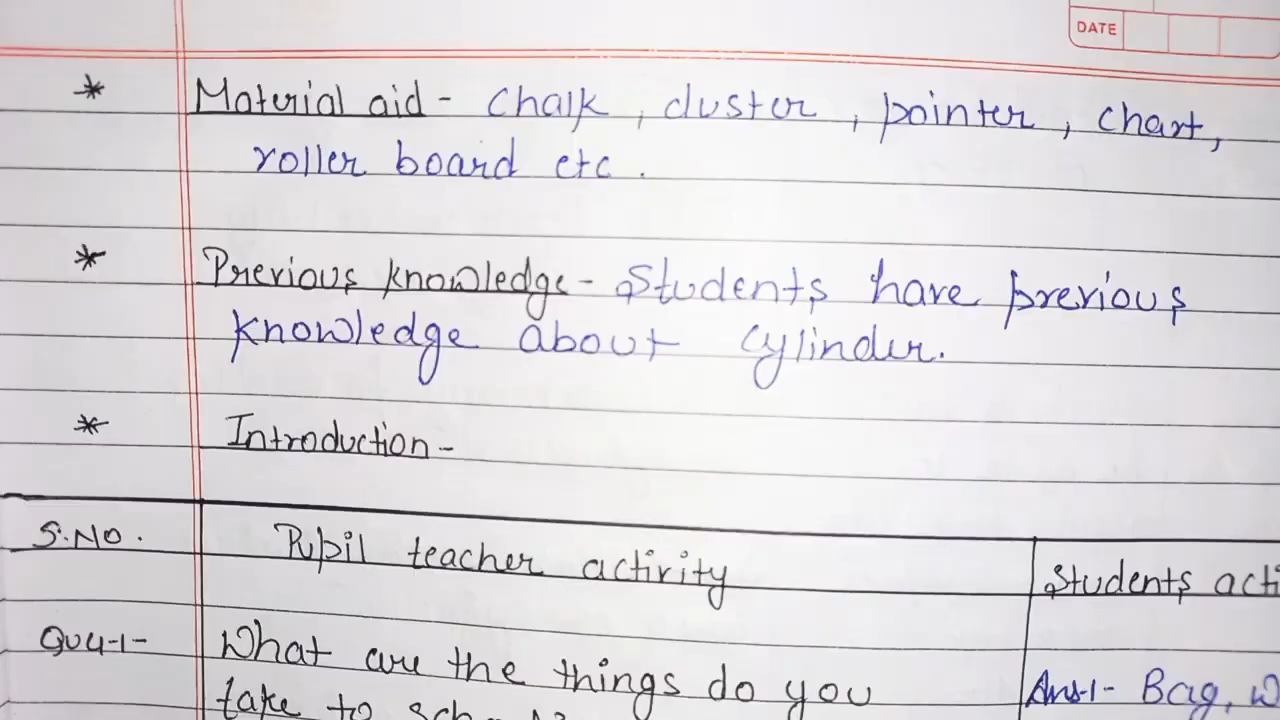 DATE
* Material aid - chalk, duster, pointer, chart,
roller board etc.
* Previous knowledge - Students have previous
knowledge about cylinder.
* Introduction -
S.No. Pupil teacher activity Students acti
Que-1- What are the things do you Ans-1- Bag, W
take to